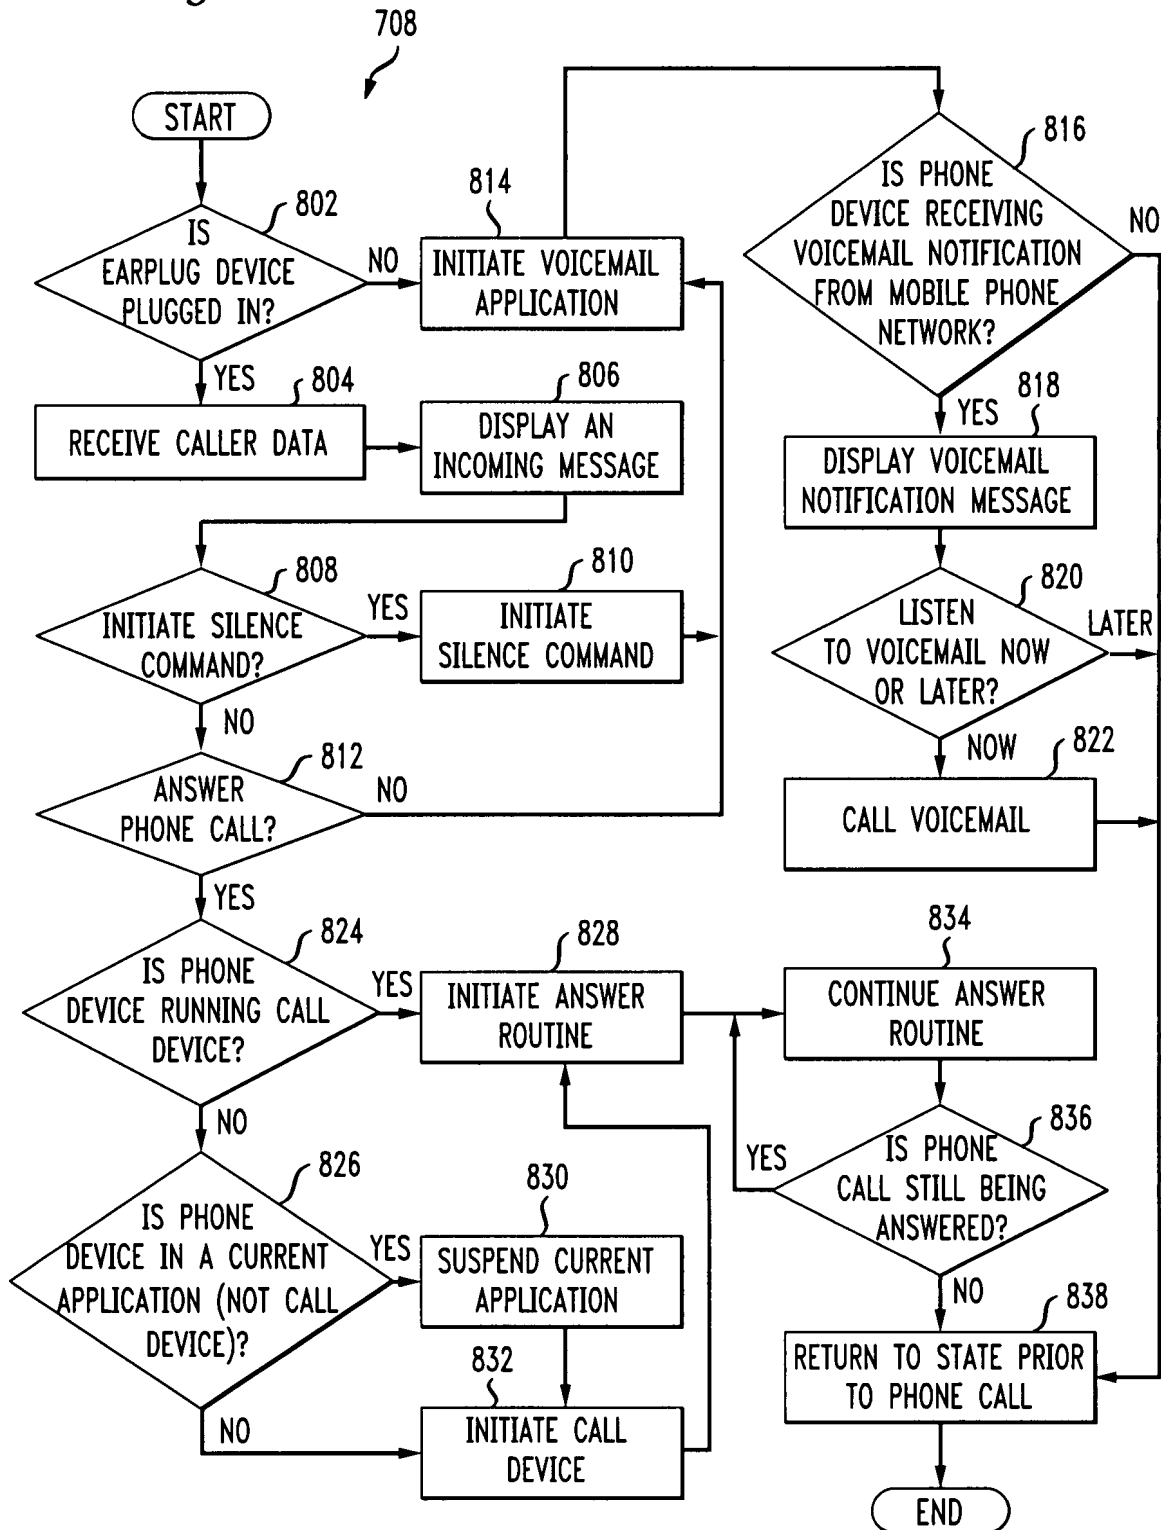 708
START
802
IS
EARPLUG DEVICE
PLUGGED IN?
NO
YES
814
INITIATE VOICEMAIL
APPLICATION
804
RECEIVE CALLER DATA
806
DISPLAY AN
INCOMING MESSAGE
808
INITIATE SILENCE
COMMAND?
YES
NO
810
INITIATE
SILENCE COMMAND
812
ANSWER
PHONE CALL?
NO
YES
816
IS PHONE
DEVICE RECEIVING
VOICEMAIL NOTIFICATION
FROM MOBILE PHONE
NETWORK?
NO
YES
818
DISPLAY VOICEMAIL
NOTIFICATION MESSAGE
820
LISTEN
TO VOICEMAIL NOW
OR LATER?
LATER
NOW
822
CALL VOICEMAIL
824
IS PHONE
DEVICE RUNNING CALL
DEVICE?
YES
NO
828
INITIATE ANSWER
ROUTINE
826
IS PHONE
DEVICE IN A CURRENT
APPLICATION (NOT CALL
DEVICE)?
YES
NO
830
SUSPEND CURRENT
APPLICATION
832
INITIATE CALL
DEVICE
834
CONTINUE ANSWER
ROUTINE
836
IS PHONE
CALL STILL BEING
ANSWERED?
YES
NO
838
RETURN TO STATE PRIOR
TO PHONE CALL
END